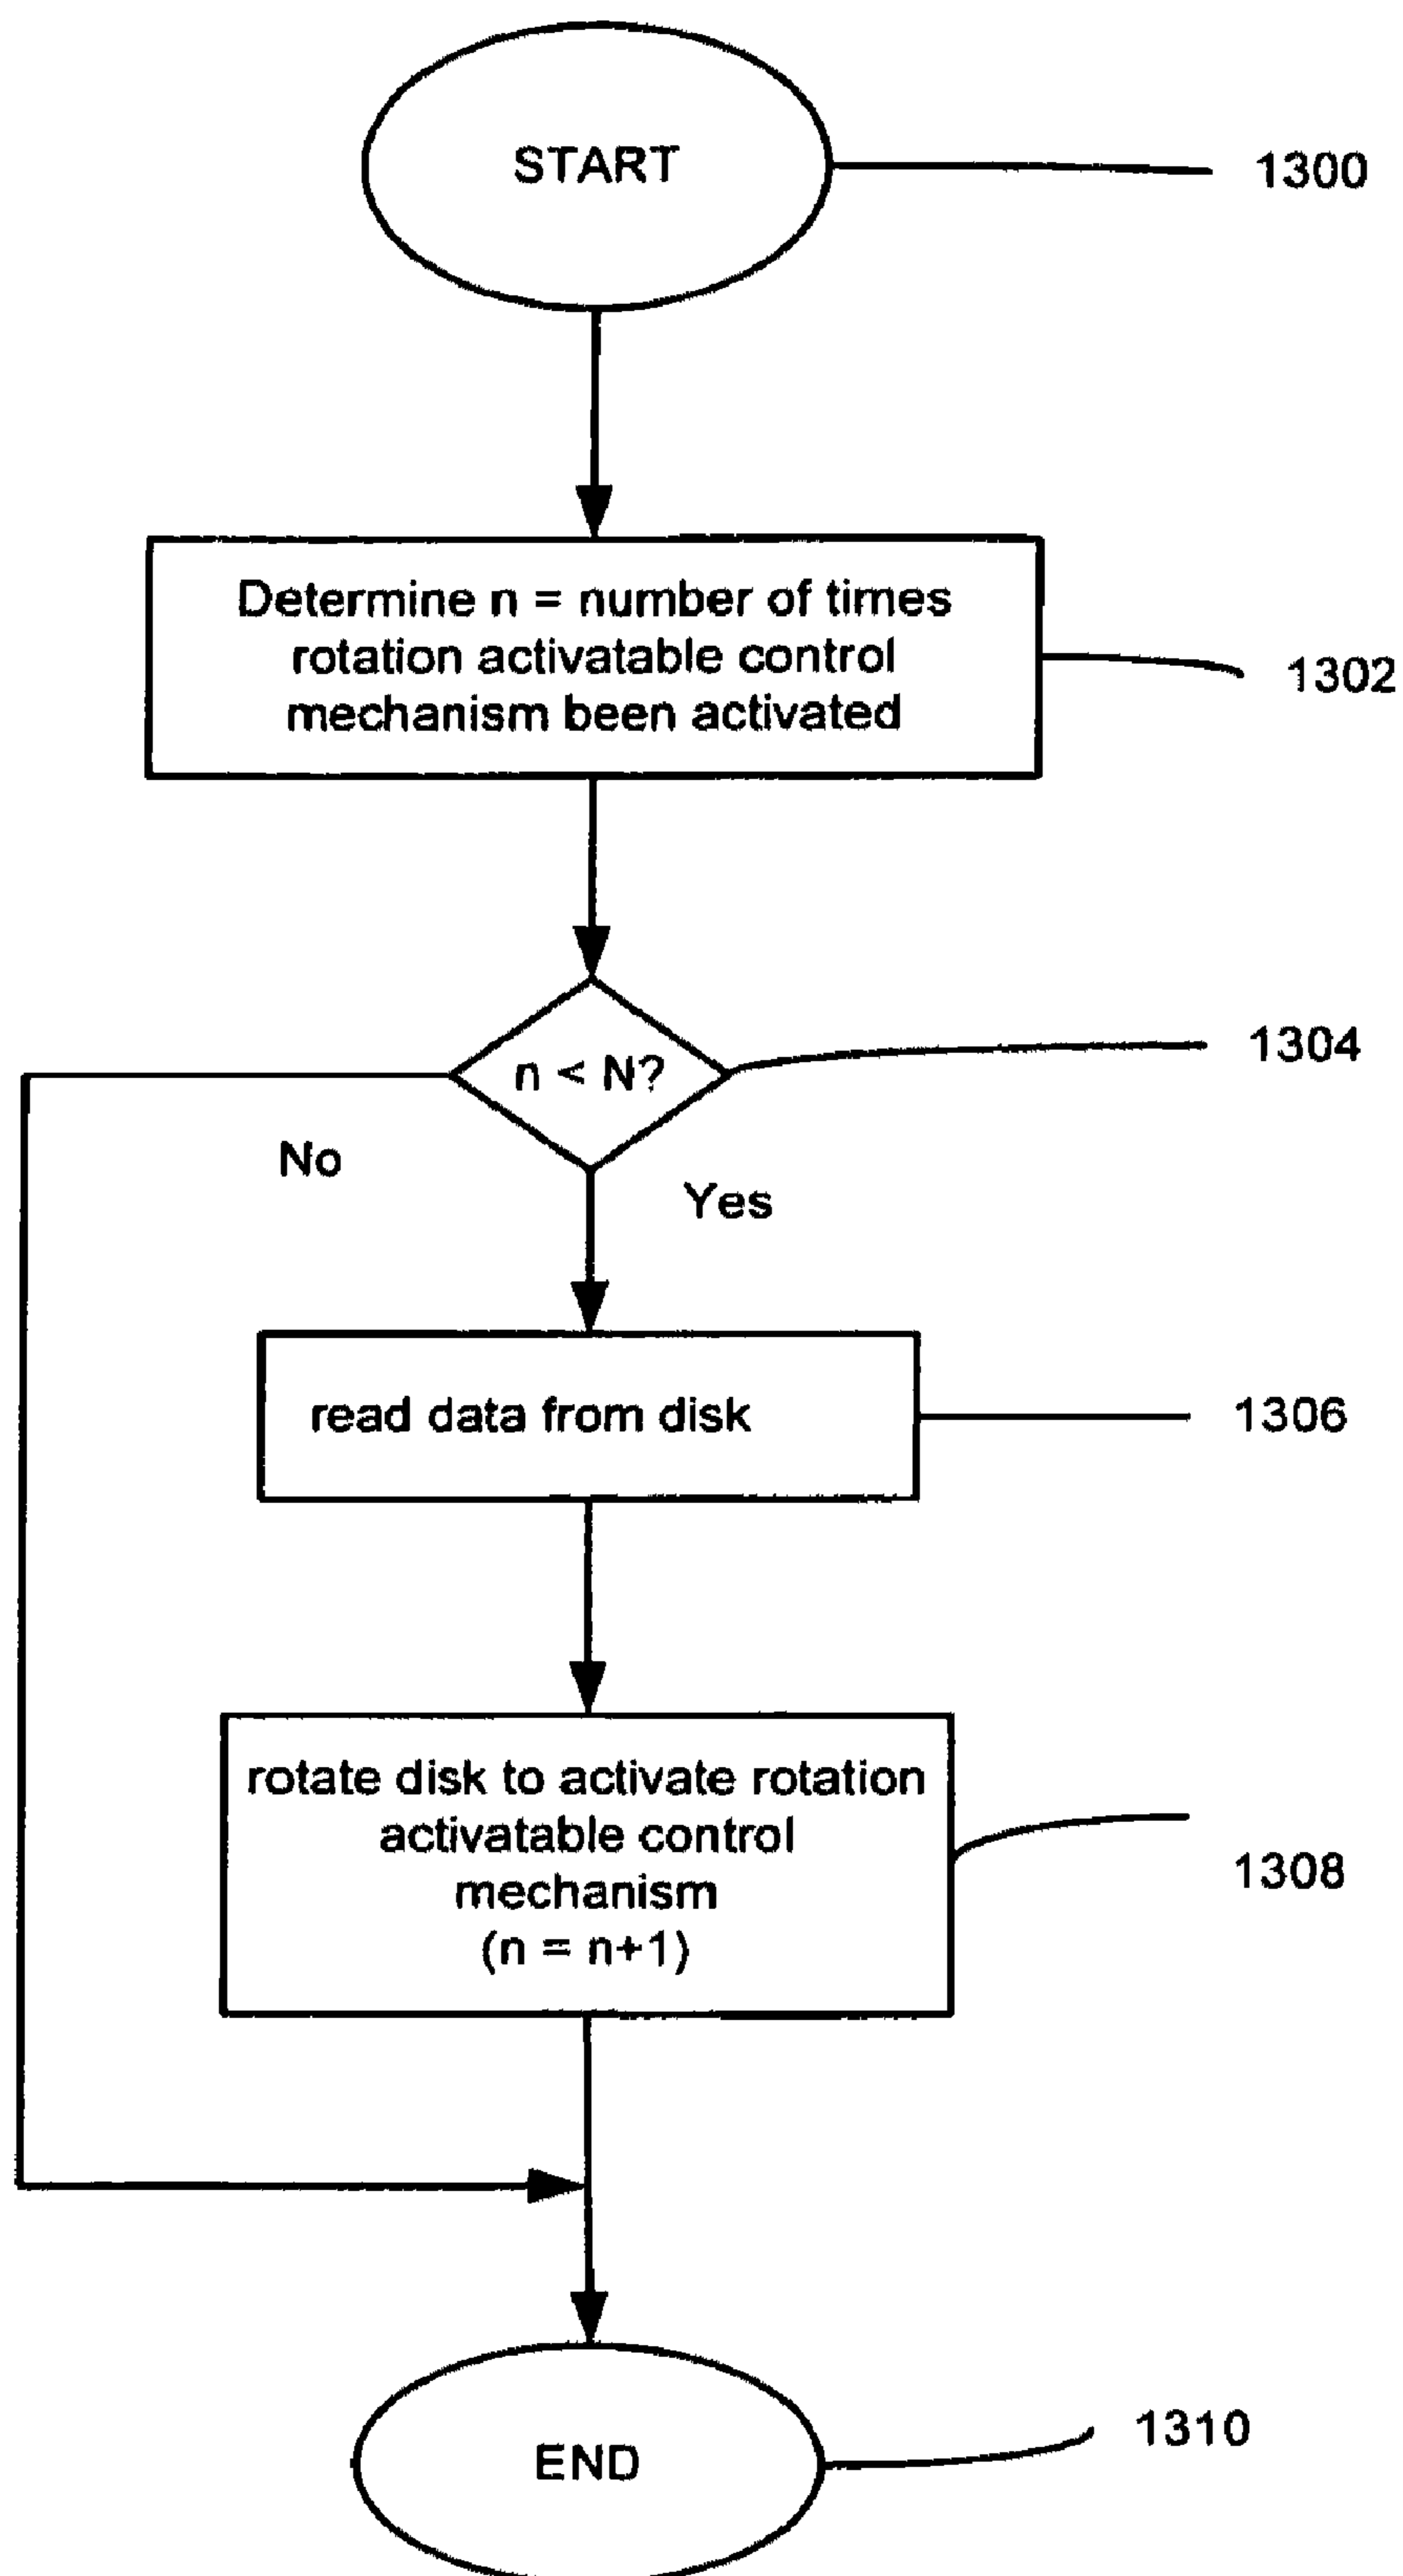 START
1300
Determine n = number of times
rotation activatable control
mechanism been activated
1302
n < N?
1304
No
Yes
read data from disk
1306
rotate disk to activate rotation
activatable control
mechanism
(n = n+1)
1308
END
1310